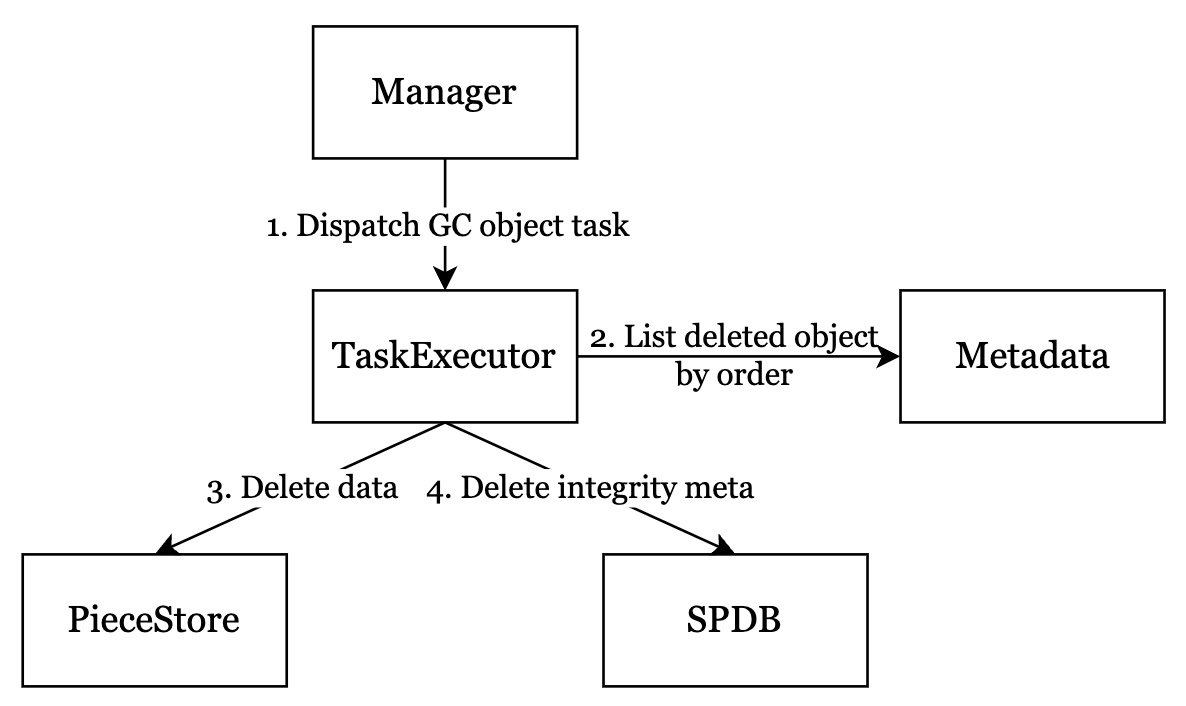 Manager
1. Dispatch GC object task
TaskExecutor
2. List deleted object
by order
Metadata
3. Delete data
4. Delete integrity meta
PieceStore
SPDB